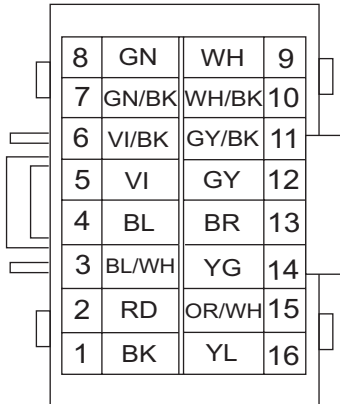 8 GN WH 9
7 GN/BK WH/BK 10
6 VI/BK GY/BK 11
5 VI GY 12
4 BL BR 13
3 BL/WH YG 14
2 RD OR/WH 15
1 BK YL 16